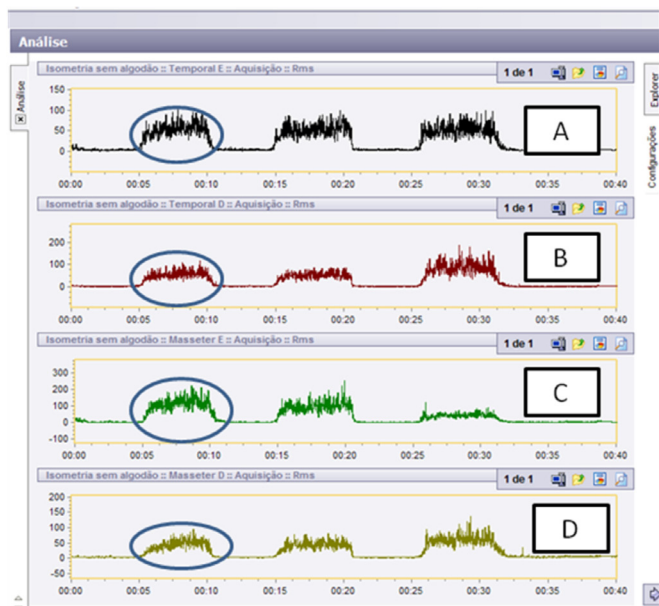 Análise
Análise
Isometria sem algodão :: Temporal E :: Aquisição :: Rms
1 de 1
150
100
50
0
A
00:00 00:05 00:10 00:15 00:20 00:25 00:30 00:35 00:40
Isometria sem algodão :: Temporal D :: Aquisição :: Rms
1 de 1
200
100
0
B
00:00 00:05 00:10 00:15 00:20 00:25 00:30 00:35 00:40
Isometria sem algodão :: Masseter E :: Aquisição :: Rms
1 de 1
300
200
100
0
-100
C
00:00 00:05 00:10 00:15 00:20 00:25 00:30 00:35 00:40
Isometria sem algodão :: Masseter D :: Aquisição :: Rms
1 de 1
200
150
100
50
0
-50
D
00:00 00:05 00:10 00:15 00:20 00:25 00:30 00:35 00:40
Explorer
Configurações